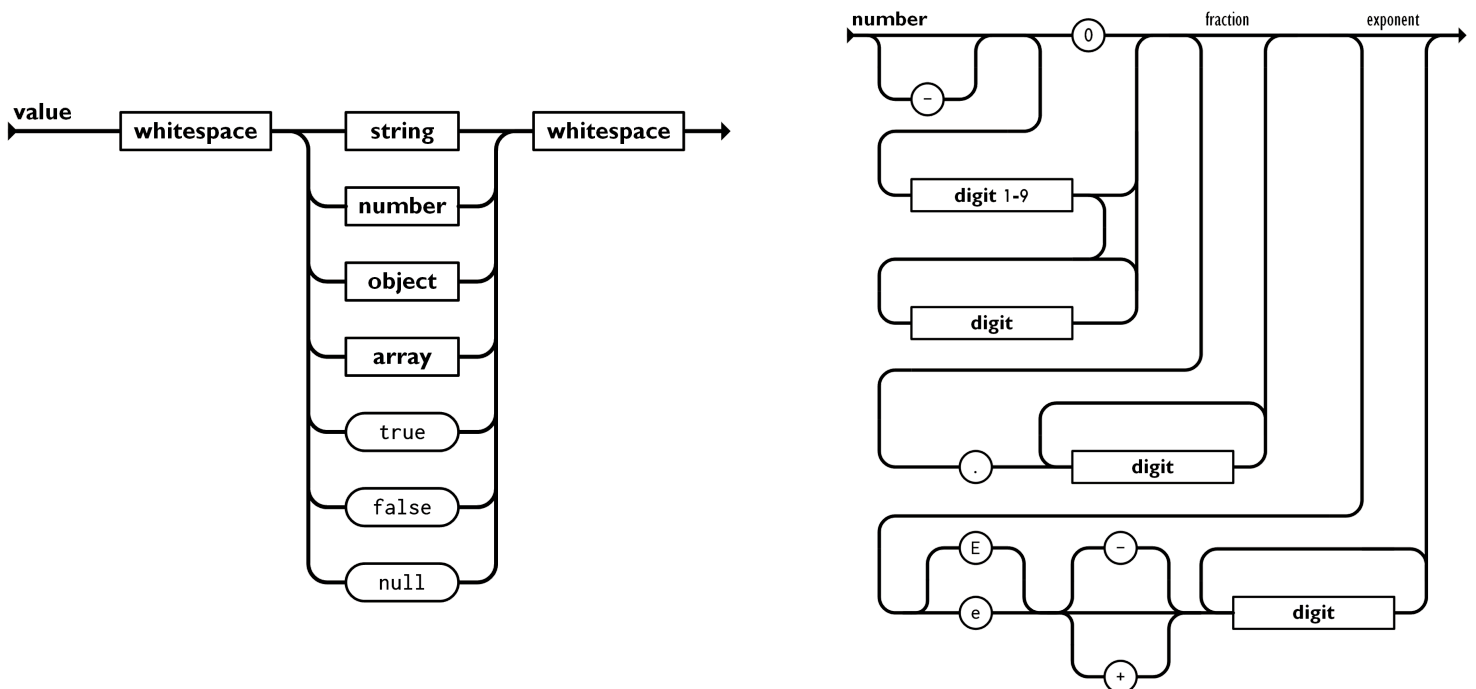 value
whitespace
string
whitespace
number
object
array
true
false
null
number
fraction
exponent
0
-
digit 1-9
digit
.
digit
E
-
e
digit
+